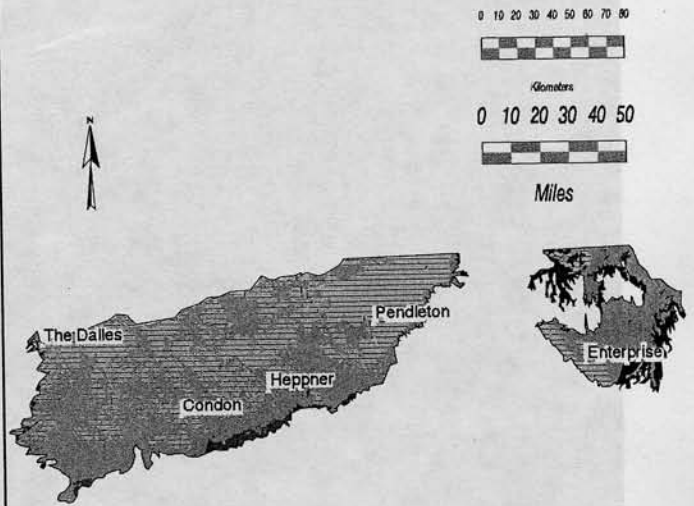 0 10 20 30 40 50 60 70 80
Kilometers
0 10 20 30 40 50
Miles
N
Pendleton
The Dalles
Enterprise
Heppner
Condon